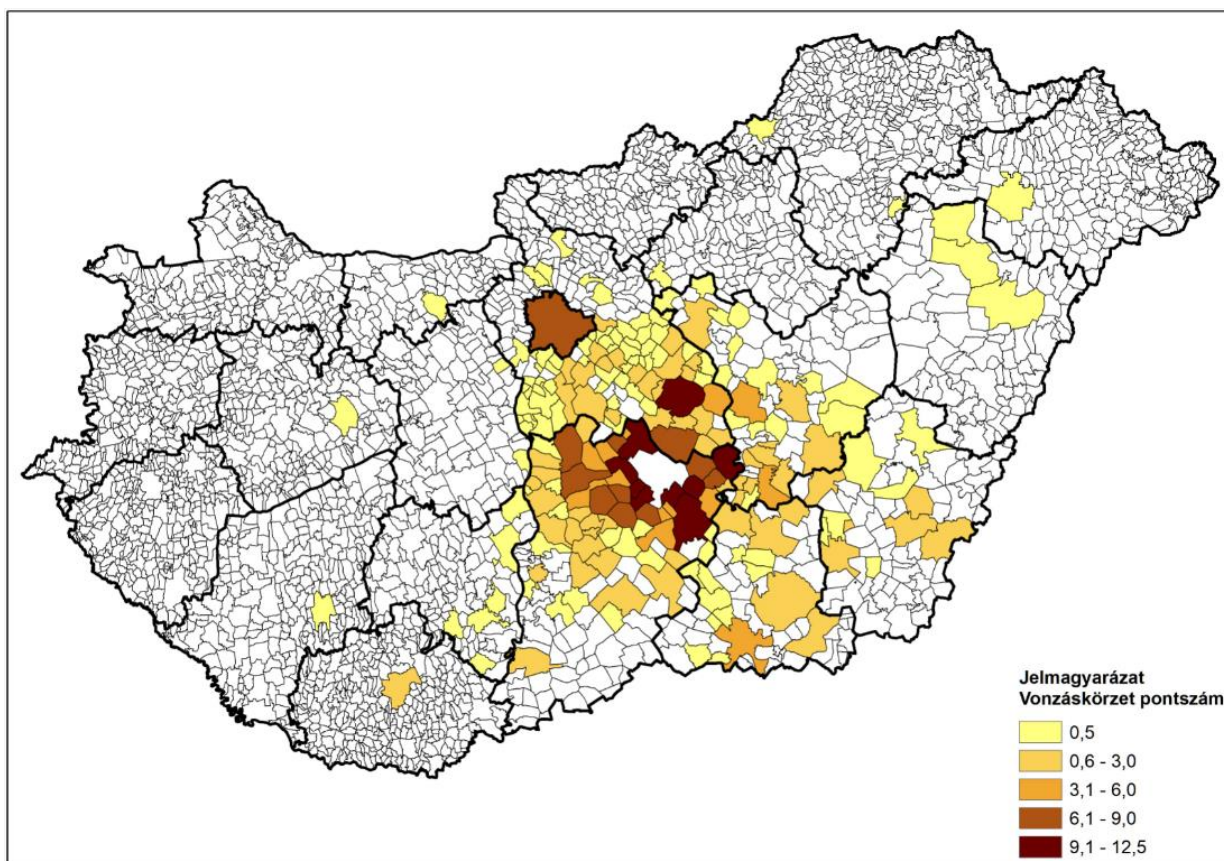 Jelmagyarázat
Vonzáskörzet pontszám
0,5
0,6 - 3,0
3,1 - 6,0
6,1 - 9,0
9,1 - 12,5